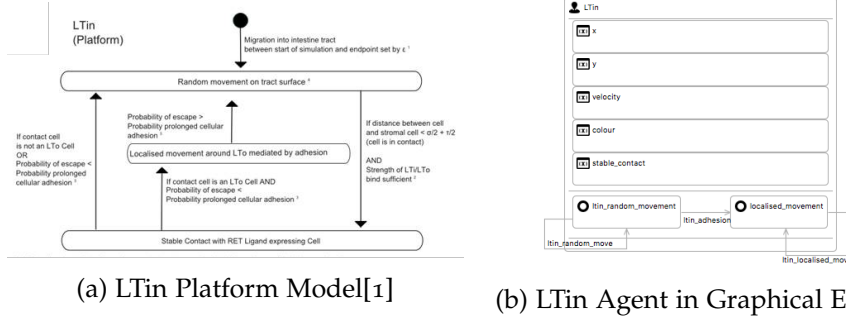 LTin
(Platform)
Migration into intestine tract
between start of simulation and endpoint set by ε ¹
Random movement on tract surface
If contact cell
is not an LTo Cell
OR
Probability of escape <
Probability prolonged
cellular adhesion
Probability of escape >
Probability prolonged cellular
adhesion
Localised movement around LTo mediated by adhesion
If contact cell is an LTo Cell AND
Probability of escape <
Probability prolonged cellular adhesion
If distance between cell
and stromal cell < σ/2 + r/2
(cell is in contact)
AND
Strength of LTi/LTo
bind sufficient
Stable Contact with RET Ligand expressing Cell
(a) LTin Platform Model[1]
LTin
x
y
velocity
colour
stable_contact
ltin_random_movement
localised_movement
ltin_adhesion
ltin_random_move
ltin_localised_mov
(b) LTin Agent in Graphical E